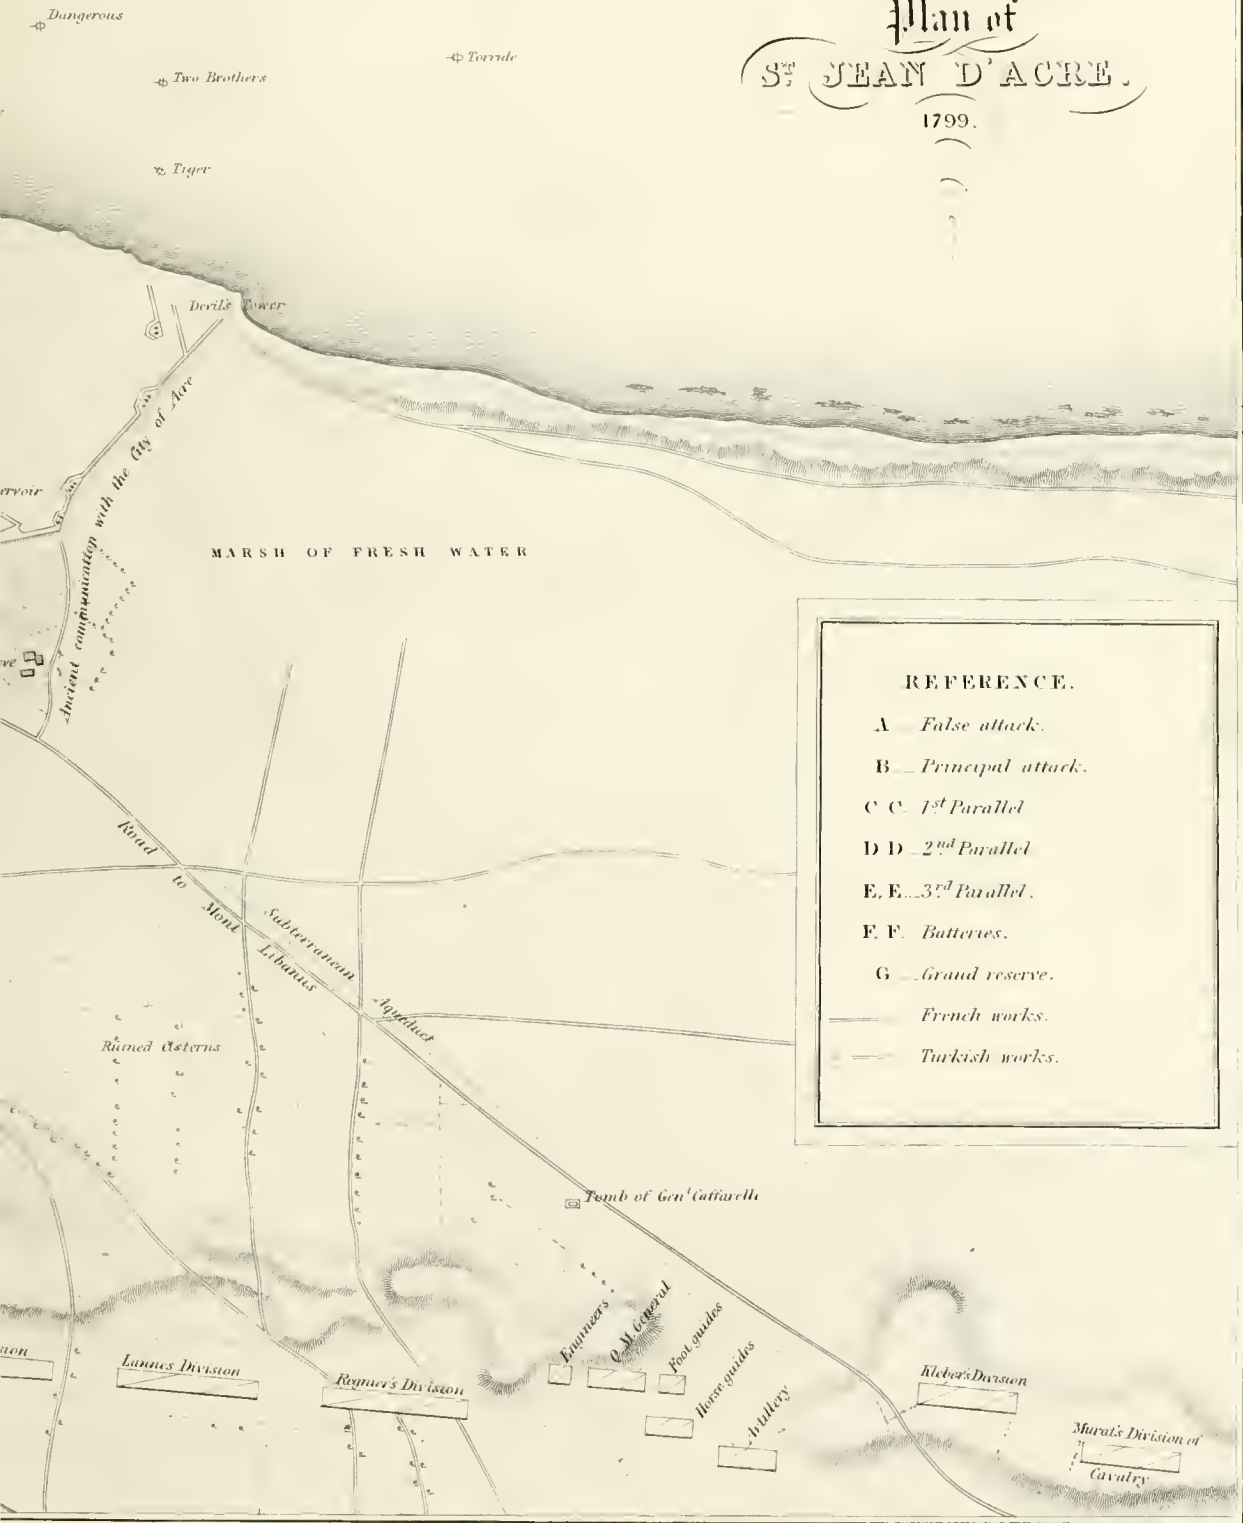 Plan of
ST. JEAN D'ACRE.
1799.
Dangerous
Torride
Two Brothers
Tiger
Devil's Tower
Ancient communication with the City of Acre
MARSH OF FRESH WATER
REFERENCE.
A False attack.
B Principal attack.
C C. 1st Parallel
D D 2nd Parallel
E. E. 3rd Parallel.
F. F. Batteries.
G Grand reserve.
French works.
Turkish works.
Road to Mont Libanus
Subterranean Aqueduct
Ruined Cisterns
Tomb of Genl Caffarelli
Engineers
Q. M. General
Foot guides
Horse guides
Artillery
Lannes Division
Regnier's Division
Kleber's Division
Murat's Division of
Cavalry